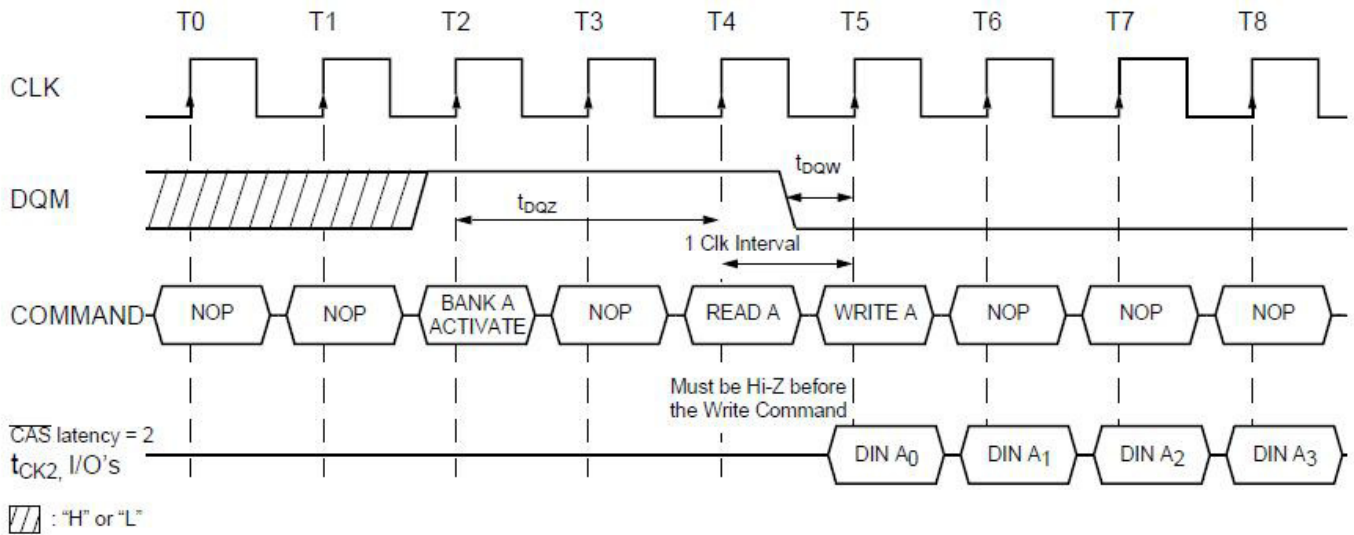 T0 T1 T2 T3 T4 T5 T6 T7 T8
CLK
DQM
tDQZ
tDQW
1 Clk Interval
COMMAND
NOP
NOP
BANK A
ACTIVATE
NOP
READ A
WRITE A
NOP
NOP
NOP
Must be Hi-Z before
the Write Command
CAS latency = 2
tCK2, I/O's
DIN A0
DIN A1
DIN A2
DIN A3
: "H" or "L"